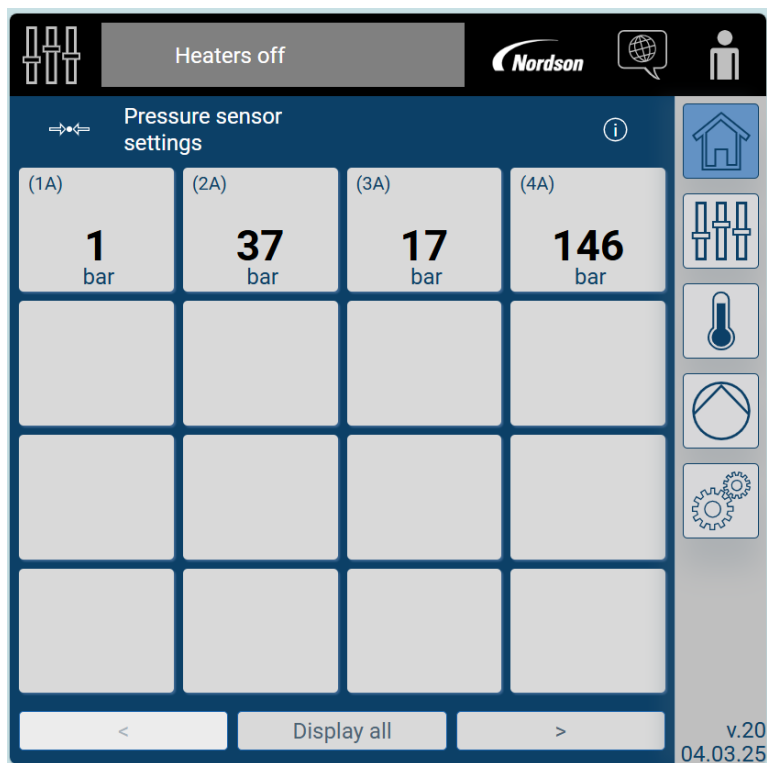 Heaters off
Nordson
Pressure sensor
settings
(1A)
(2A)
(3A)
(4A)
1
37
17
146
bar
bar
bar
bar
<
Display all
>
v.20
04.03.25